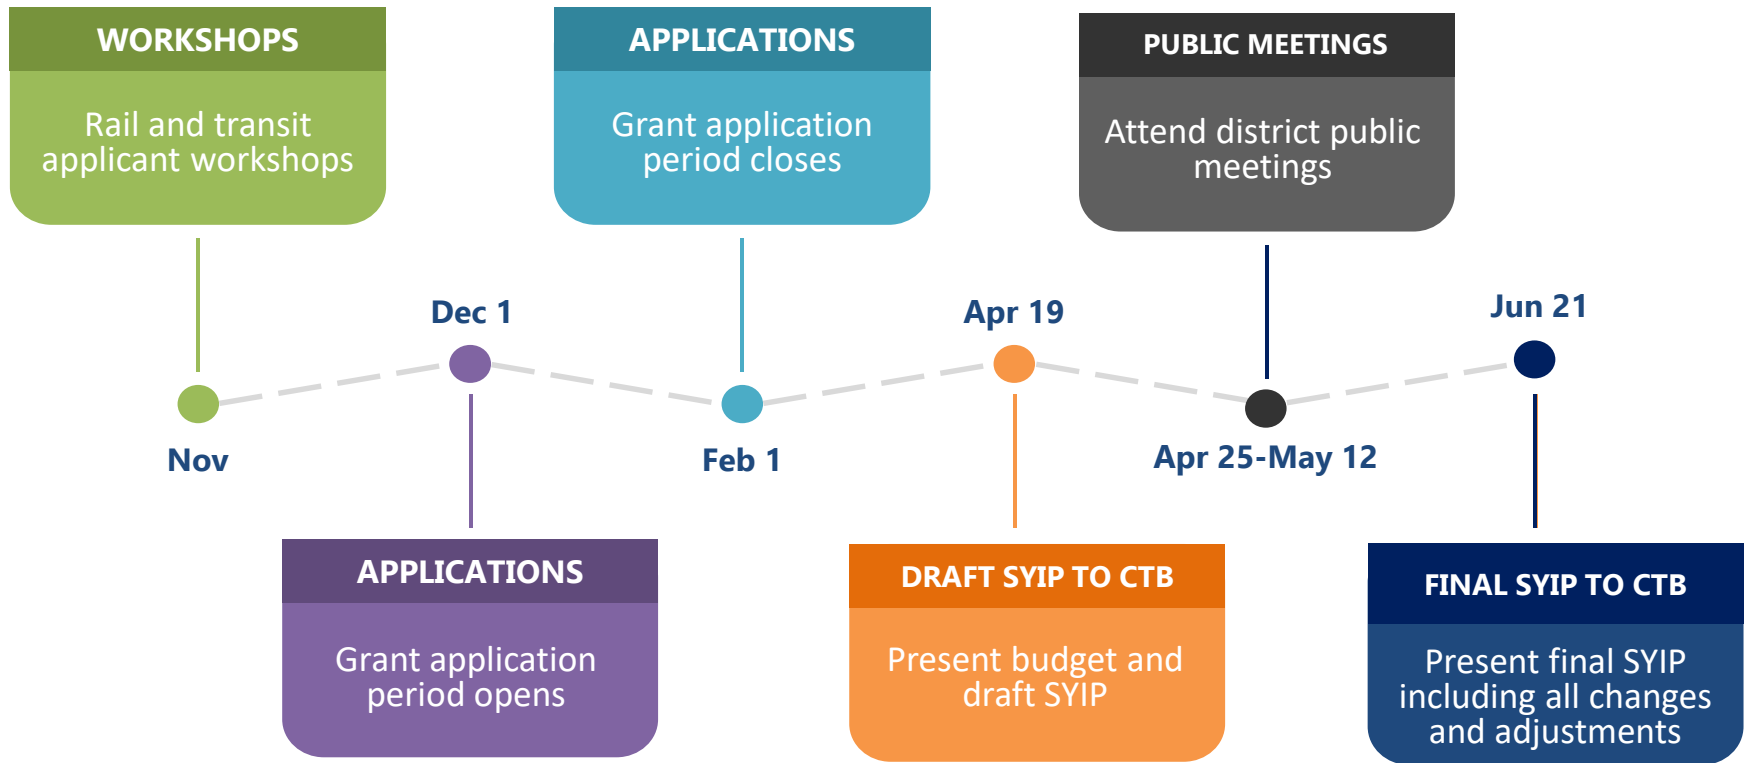 WORKSHOPS
Rail and transit
applicant workshops
APPLICATIONS
Grant application
period closes
PUBLIC MEETINGS
Attend district public
meetings
Dec 1
Apr 19
Jun 21
Nov
Feb 1
Apr 25-May 12
APPLICATIONS
Grant application
period opens
DRAFT SYIP TO CTB
Present budget and
draft SYIP
FINAL SYIP TO CTB
Present final SYIP
including all changes
and adjustments